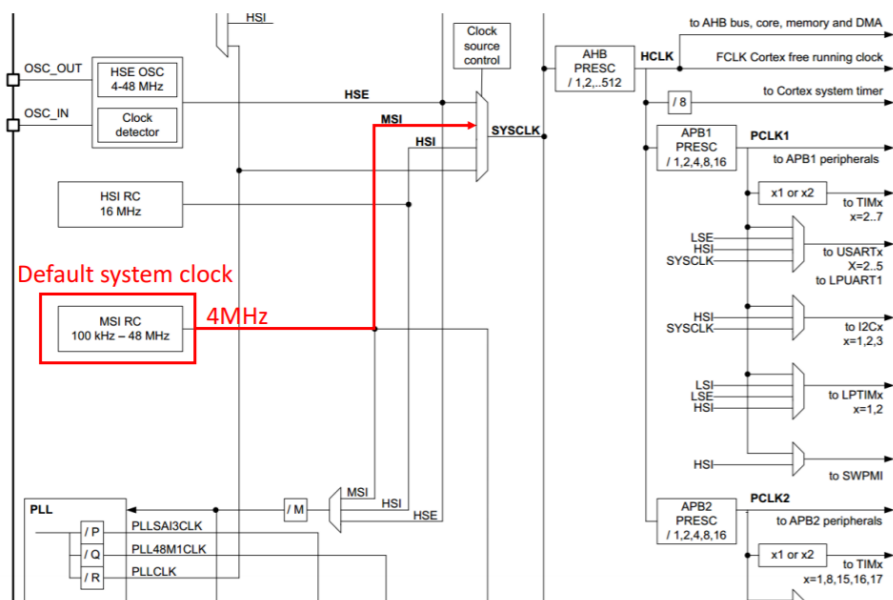 HSI
to AHB bus, core, memory and DMA
Clock
source
control
OSC_OUT
HSE OSC
4-48 MHz
AHB
PRESC
/ 1,2,..512
HCLK
FCLK Cortex free running clock
HSE
/ 8
to Cortex system timer
OSC_IN
Clock
detector
MSI
SYSCLK
HSI
APB1
PRESC
/ 1,2,4,8,16
PCLK1
to APB1 peripherals
HSI RC
16 MHz
x1 or x2
to TIMx
x=2..7
LSE
HSI
SYSCLK
to USARTx
X=2..5
to LPUART1
Default system clock
MSI RC
100 kHz – 48 MHz
4MHz
HSI
SYSCLK
to I2Cx
x=1,2,3
LSI
LSE
HSI
to LPTIMx
x=1,2
HSI
to SWPMI
MSI
HSI
HSE
/ M
PLL
/ P
PLLSAI3CLK
/ Q
PLL48M1CLK
/ R
PLLCLK
APB2
PRESC
/ 1,2,4,8,16
PCLK2
to APB2 peripherals
x1 or x2
to TIMx
x=1,8,15,16,17